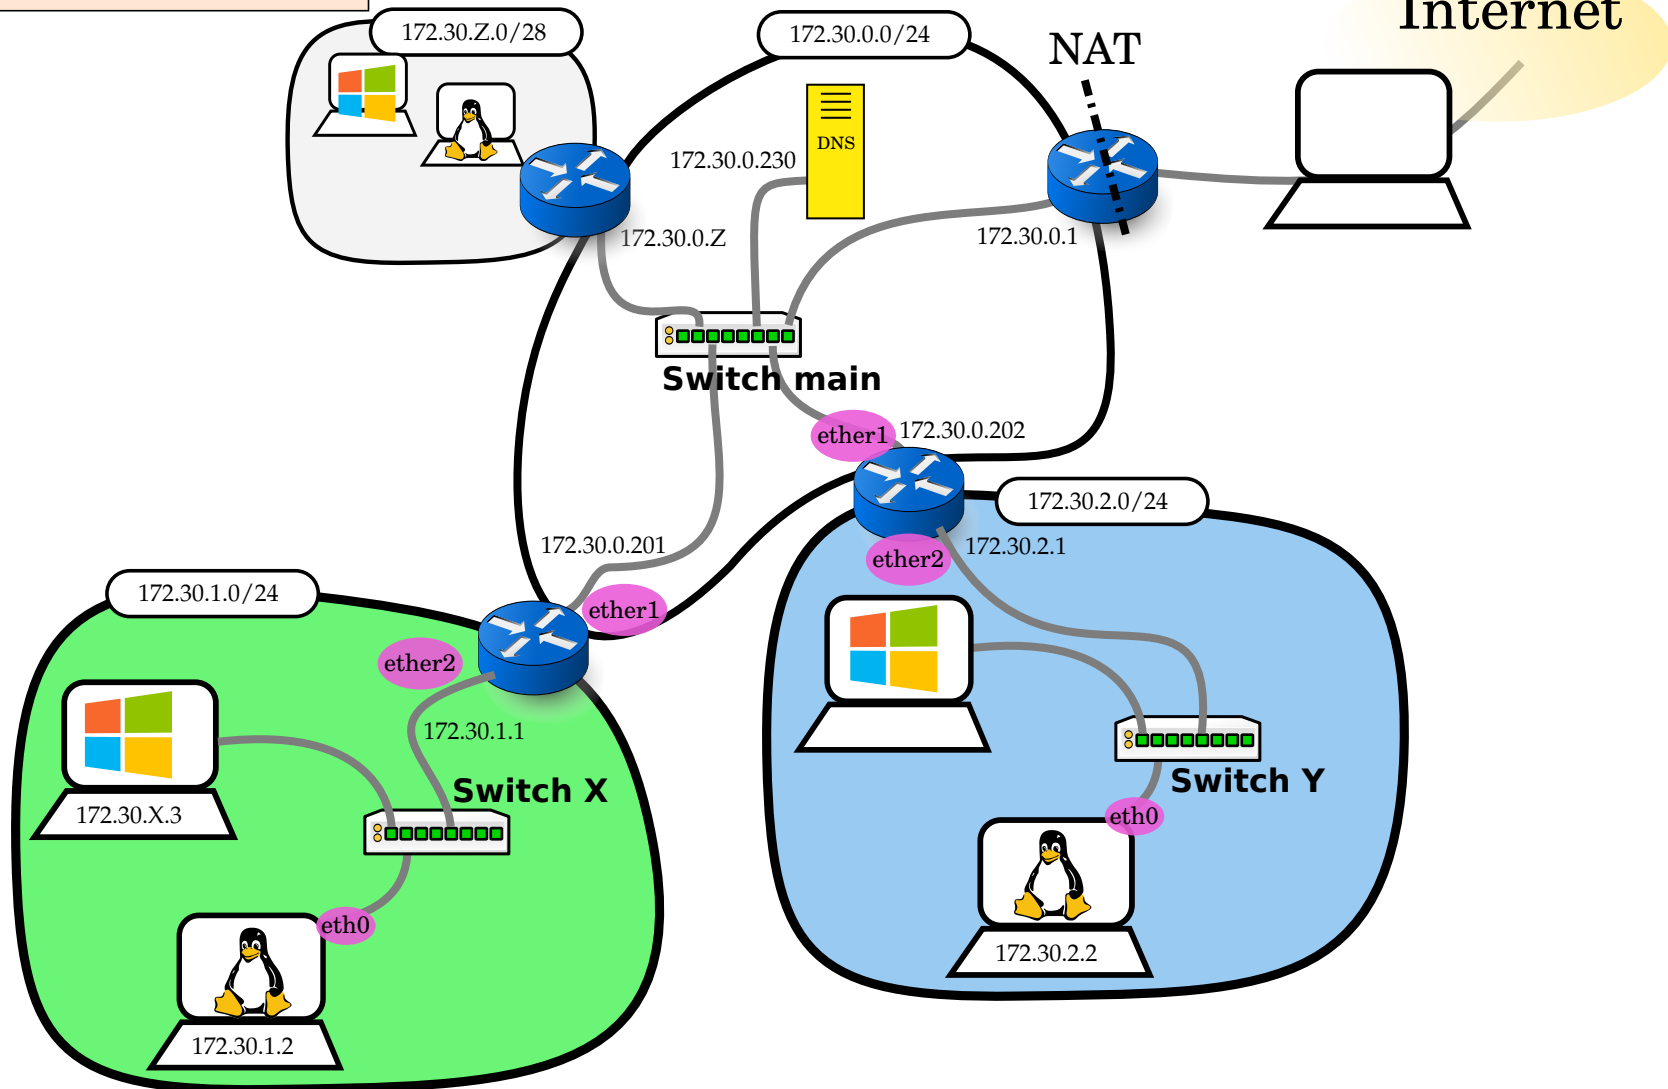 Internet
172.30.Z.0/28
172.30.0.0/24
NAT
DNS
172.30.0.230
172.30.0.Z
172.30.0.1
Switch main
ether1
172.30.0.202
172.30.2.0/24
172.30.0.201
ether2
172.30.2.1
172.30.1.0/24
ether1
ether2
172.30.1.1
Switch X
172.30.X.3
Switch Y
eth0
eth0
172.30.2.2
172.30.1.2